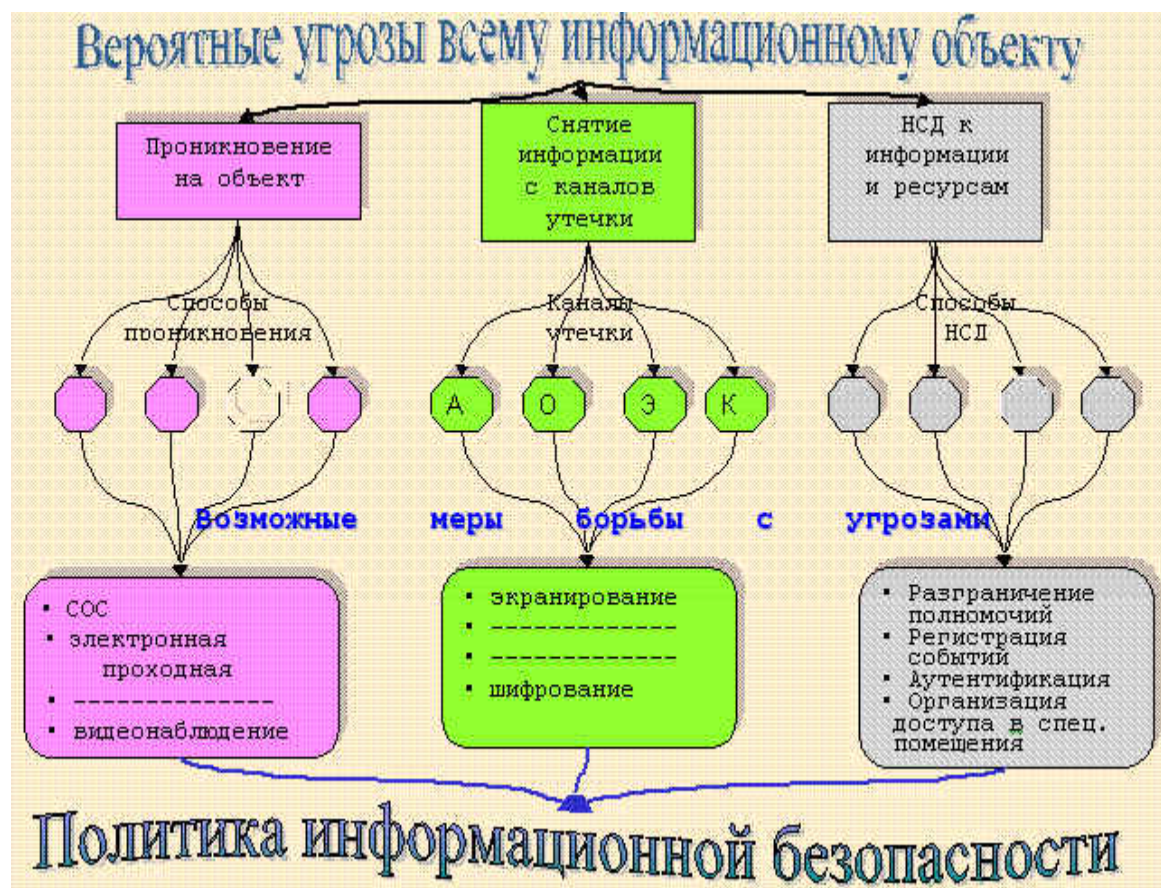 Вероятные угрозы всему информационному объекту
Проникновение
на объект
Снятие
информации
с каналов
утечки
НСД к
информации
и ресурсам
Способы
проникновения
Каналы
утечки
Способы
НСД
А
О
Э
К
Возможные меры борьбы с угрозами
▪ СОС
▪ электронная
проходная
▪ --------------
▪ видеонаблюдение
▪ экранирование
▪ -------------
▪ -------------
▪ шифрование
▪ Разграничение
полномочий
▪ Регистрация
событий
▪ Аутентификация
▪ Организация
доступа в спец.
помещения
Политика информационной безопасности